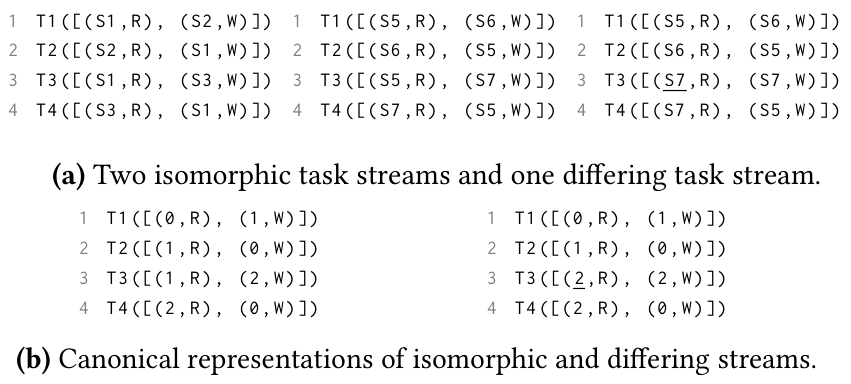 1 T1([(S1,R), (S2,W)]) 1 T1([(S5,R), (S6,W)]) 1 T1([(S5,R), (S6,W)])
2 T2([(S2,R), (S1,W)]) 2 T2([(S6,R), (S5,W)]) 2 T2([(S6,R), (S5,W)])
3 T3([(S1,R), (S3,W)]) 3 T3([(S5,R), (S7,W)]) 3 T3([(S7,R), (S7,W)])
4 T4([(S3,R), (S1,W)]) 4 T4([(S7,R), (S5,W)]) 4 T4([(S7,R), (S5,W)])
(a) Two isomorphic task streams and one differing task stream.
1 T1([(0,R), (1,W)]) 1 T1([(0,R), (1,W)])
2 T2([(1,R), (0,W)]) 2 T2([(1,R), (0,W)])
3 T3([(1,R), (2,W)]) 3 T3([(2,R), (2,W)])
4 T4([(2,R), (0,W)]) 4 T4([(2,R), (0,W)])
(b) Canonical representations of isomorphic and differing streams.